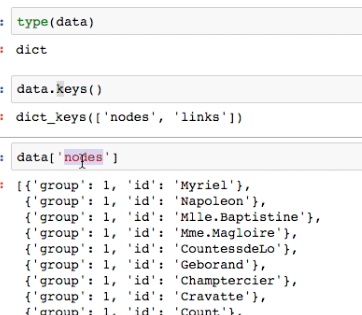 type(data)
dict
data.keys()
dict_keys(['nodes', 'links'])
data['nodes']
[{'group': 1, 'id': 'Myriel'},
{'group': 1, 'id': 'Napoleon'},
{'group': 1, 'id': 'Mlle.Baptistine'},
{'group': 1, 'id': 'Mme.Magloire'},
{'group': 1, 'id': 'CountessdeLo'},
{'group': 1, 'id': 'Geborand'},
{'group': 1, 'id': 'Champtercier'},
{'group': 1, 'id': 'Cravatte'},
{'group': 1, 'id': 'Count'},